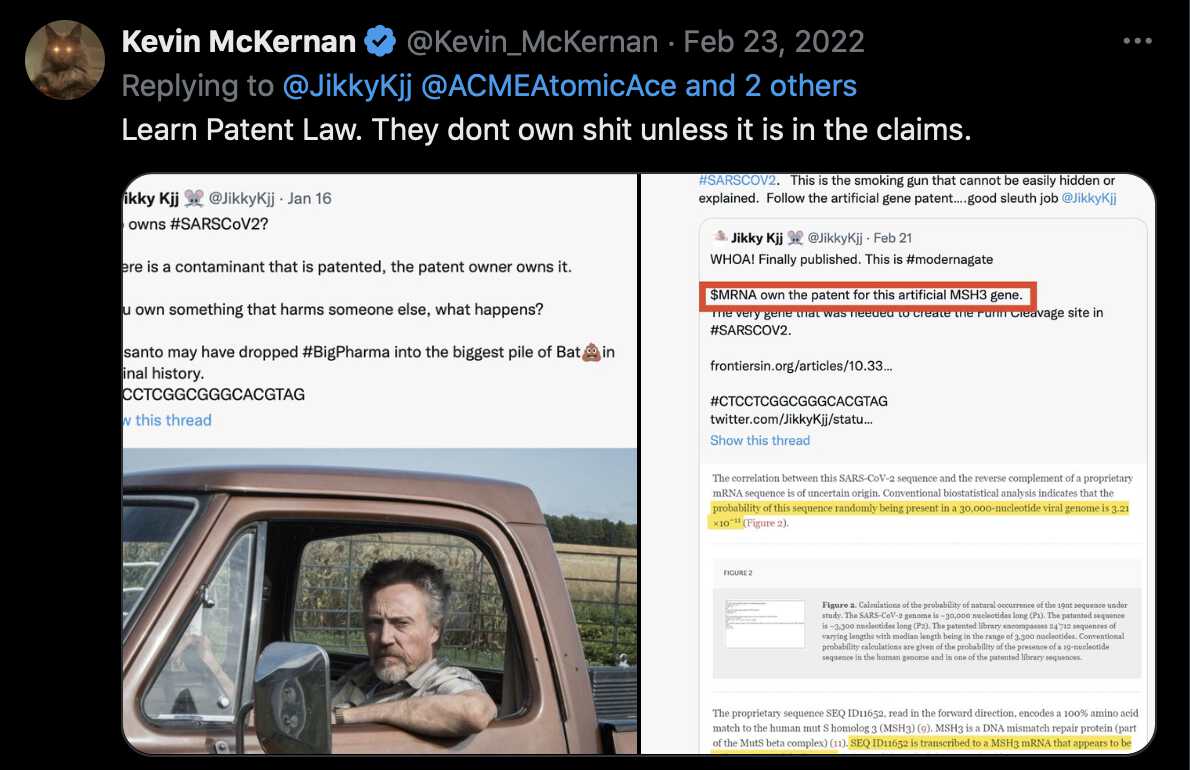 Kevin McKernan @Kevin_McKernan · Feb 23, 2022
Replying to @JikkyKjj @ACMEAtomicAce and 2 others
Learn Patent Law. They dont own shit unless it is in the claims.
ikky Kjj 🐭 @JikkyKjj · Jan 16
owns #SARSCoV2?
ere is a contaminant that is patented, the patent owner owns it.
u own something that harms someone else, what happens?
santo may have dropped #BigPharma into the biggest pile of Bat💩in
inal history.
CCTCGGCGGGCACGTAG
w this thread
#SARSCOV2. This is the smoking gun that cannot be easily hidden or
explained. Follow the artificial gene patent....good sleuth job @JikkyKjj
Jikky Kjj 🐭 @JikkyKjj · Feb 21
WHOA! Finally published. This is #modernagate
$MRNA own the patent for this artificial MSH3 gene.
The very gene that was needed to create the Furin Cleavage site in
#SARSCOV2.
frontiersin.org/articles/10.33...
#CTCCTCGGCGGGCACGTAG
twitter.com/JikkyKjj/statu...
Show this thread
The correlation between this SARS-CoV-2 sequence and the reverse complement of a proprietary
mRNA sequence is of uncertain origin. Conventional biostatistical analysis indicates that the
probability of this sequence randomly being present in a 30,000-nucleotide viral genome is 3.21
×10⁻¹¹ (Figure 2).
FIGURE 2
Figure 2. Calculations of the probability of natural occurrence of the 19nt sequence under
study. The SARS-CoV-2 genome is ~30,000 nucleotides long (P1). The patented sequence
is ~3,300 nucleotides long (P2). The patented library encompasses 24'712 sequences of
varying lengths with median length being in the range of 3,300 nucleotides. Conventional
probability calculations are given of the probability of the presence of a 19-nucleotide
sequence in the human genome and in one of the patented library sequences.
The proprietary sequence SEQ ID11652, read in the forward direction, encodes a 100% amino acid
match to the human mut S homolog 3 (MSH3) (9). MSH3 is a DNA mismatch repair protein (part
of the MutS beta complex) (11). SEQ ID11652 is transcribed to a MSH3 mRNA that appears to be